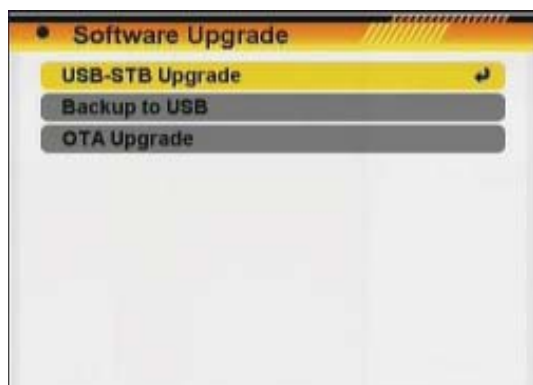 Software Upgrade
USB-STB Upgrade
Backup to USB
OTA Upgrade